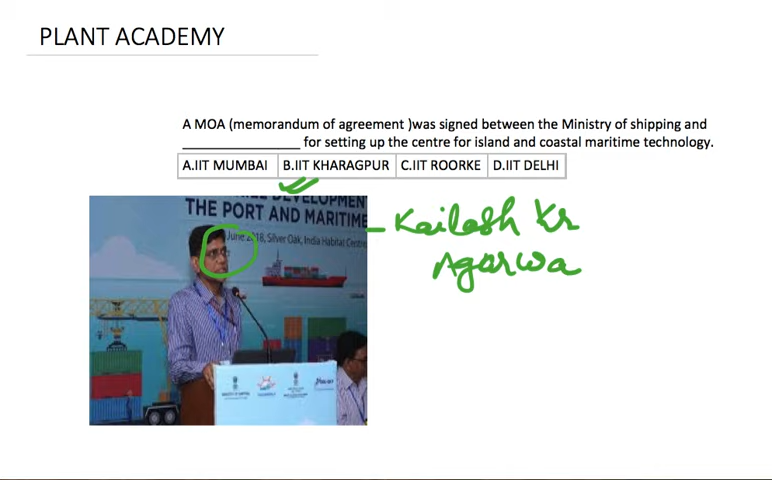 PLANT ACADEMY
A MOA (memorandum of agreement )was signed between the Ministry of shipping and
____________________ for setting up the centre for island and coastal maritime technology.
A.IIT MUMBAI B.IIT KHARAGPUR C.IIT ROORKE D.IIT DELHI
DEVELOPMENT
THE PORT AND MARITIME
June 2018, Silver Oak, India Habitat Centre
Kailash Kr
Agarwa